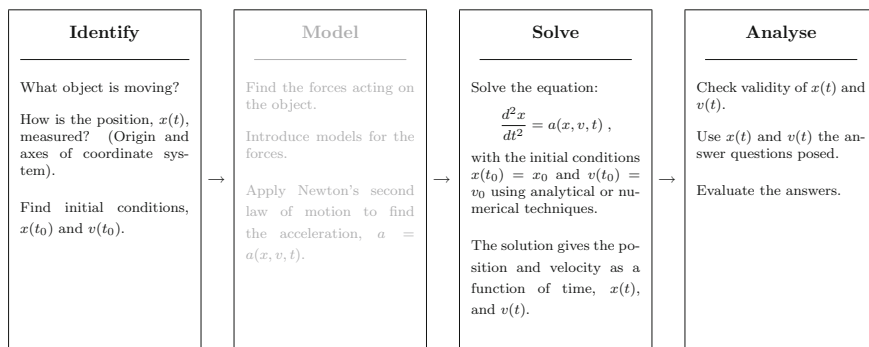 Identify
What object is moving?
How is the position, x(t),
measured? (Origin and
axes of coordinate sys-
tem).
Find initial conditions,
x(t₀) and v(t₀).
→
Model
Find the forces acting on
the object.
Introduce models for the
forces.
Apply Newton's second
law of motion to find
the acceleration, a =
a(x, v, t).
→
Solve
Solve the equation:
d²x/dt² = a(x, v, t) ,
with the initial conditions
x(t₀) = x₀ and v(t₀) =
v₀ using analytical or nu-
merical techniques.
The solution gives the po-
sition and velocity as a
function of time, x(t),
and v(t).
→
Analyse
Check validity of x(t) and
v(t).
Use x(t) and v(t) the an-
swer questions posed.
Evaluate the answers.